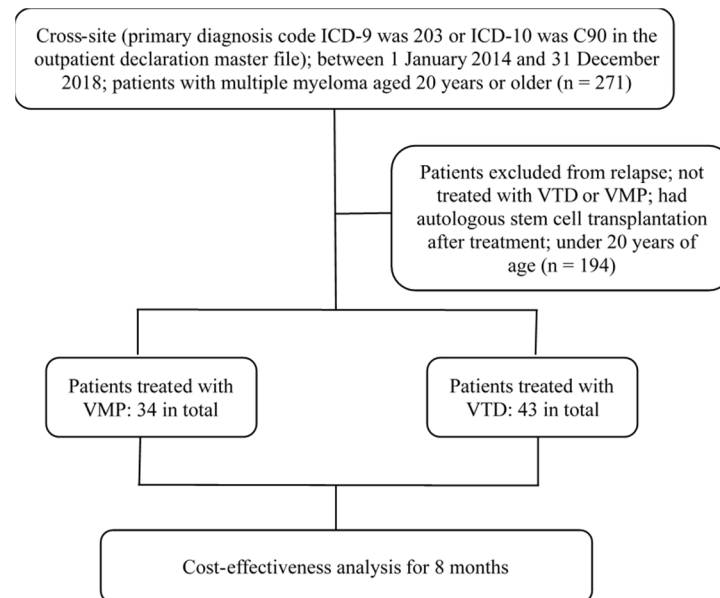 Cross-site (primary diagnosis code ICD-9 was 203 or ICD-10 was C90 in the
outpatient declaration master file); between 1 January 2014 and 31 December
2018; patients with multiple myeloma aged 20 years or older (n = 271)
Patients excluded from relapse; not
treated with VTD or VMP; had
autologous stem cell transplantation
after treatment; under 20 years of
age (n = 194)
Patients treated with
VMP: 34 in total
Patients treated with
VTD: 43 in total
Cost-effectiveness analysis for 8 months